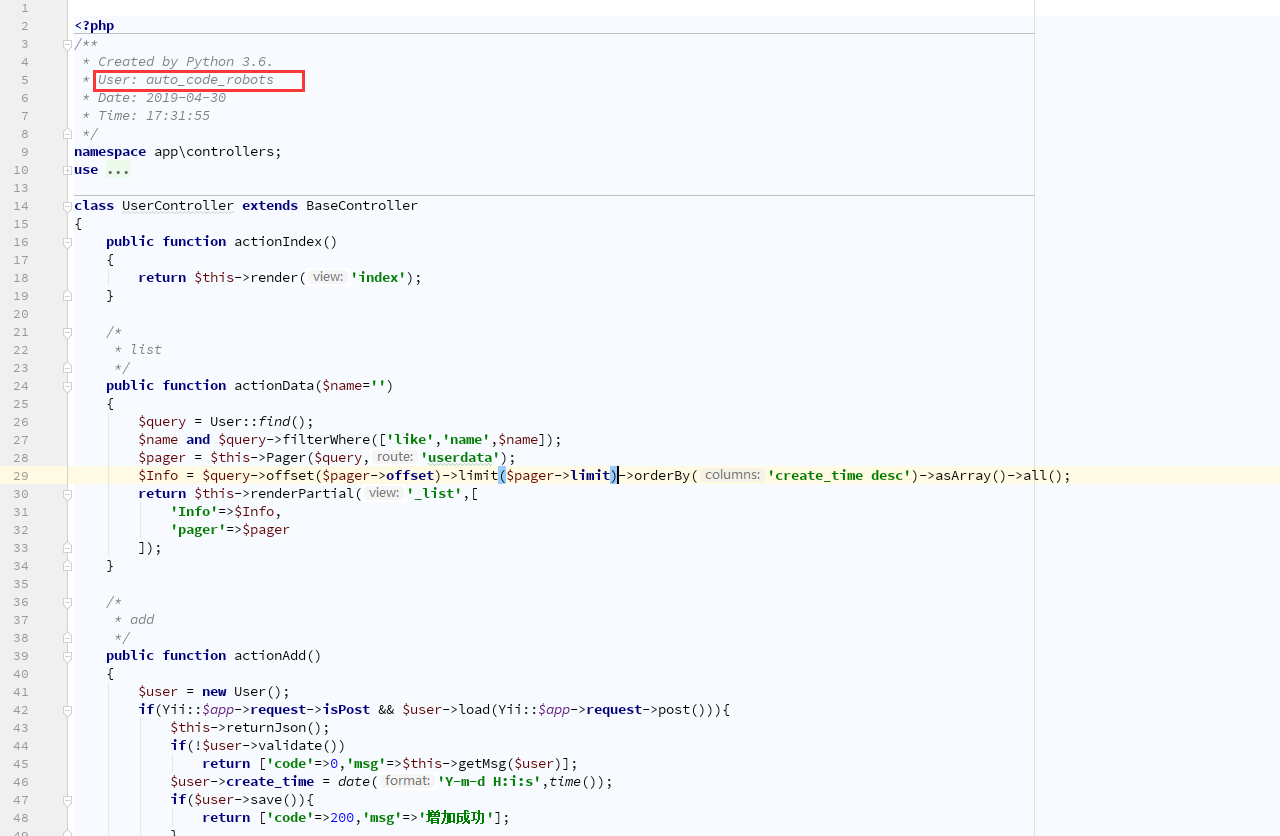 1
2 <?php
3 /**
4  * Created by Python 3.6.
5  * User: auto_code_robots
6  * Date: 2019-04-30
7  * Time: 17:31:55
8  */
9 namespace app\controllers;
10 use ...
13
14 class UserController extends BaseController
15 {
16     public function actionIndex()
17     {
18         return $this->render( view: 'index');
19     }
20
21     /*
22      * list
23      */
24     public function actionData($name='')
25     {
26         $query = User::find();
27         $name and $query->filterWhere(['like','name',$name]);
28         $pager = $this->Pager($query, route: 'userdata');
29         $Info = $query->offset($pager->offset)->limit($pager->limit)->orderBy( columns: 'create_time desc')->asArray()->all();
30         return $this->renderPartial( view: '_list',[
31             'Info'=>$Info,
32             'pager'=>$pager
33         ]);
34     }
35
36     /*
37      * add
38      */
39     public function actionAdd()
40     {
41         $user = new User();
42         if(Yii::$app->request->isPost && $user->load(Yii::$app->request->post())){
43             $this->returnJson();
44             if(!$user->validate())
45                 return ['code'=>0,'msg'=>$this->getMsg($user)];
46             $user->create_time = date( format: 'Y-m-d H:i:s',time());
47             if($user->save()){
48                 return ['code'=>200,'msg'=>'增加成功'];
49             }